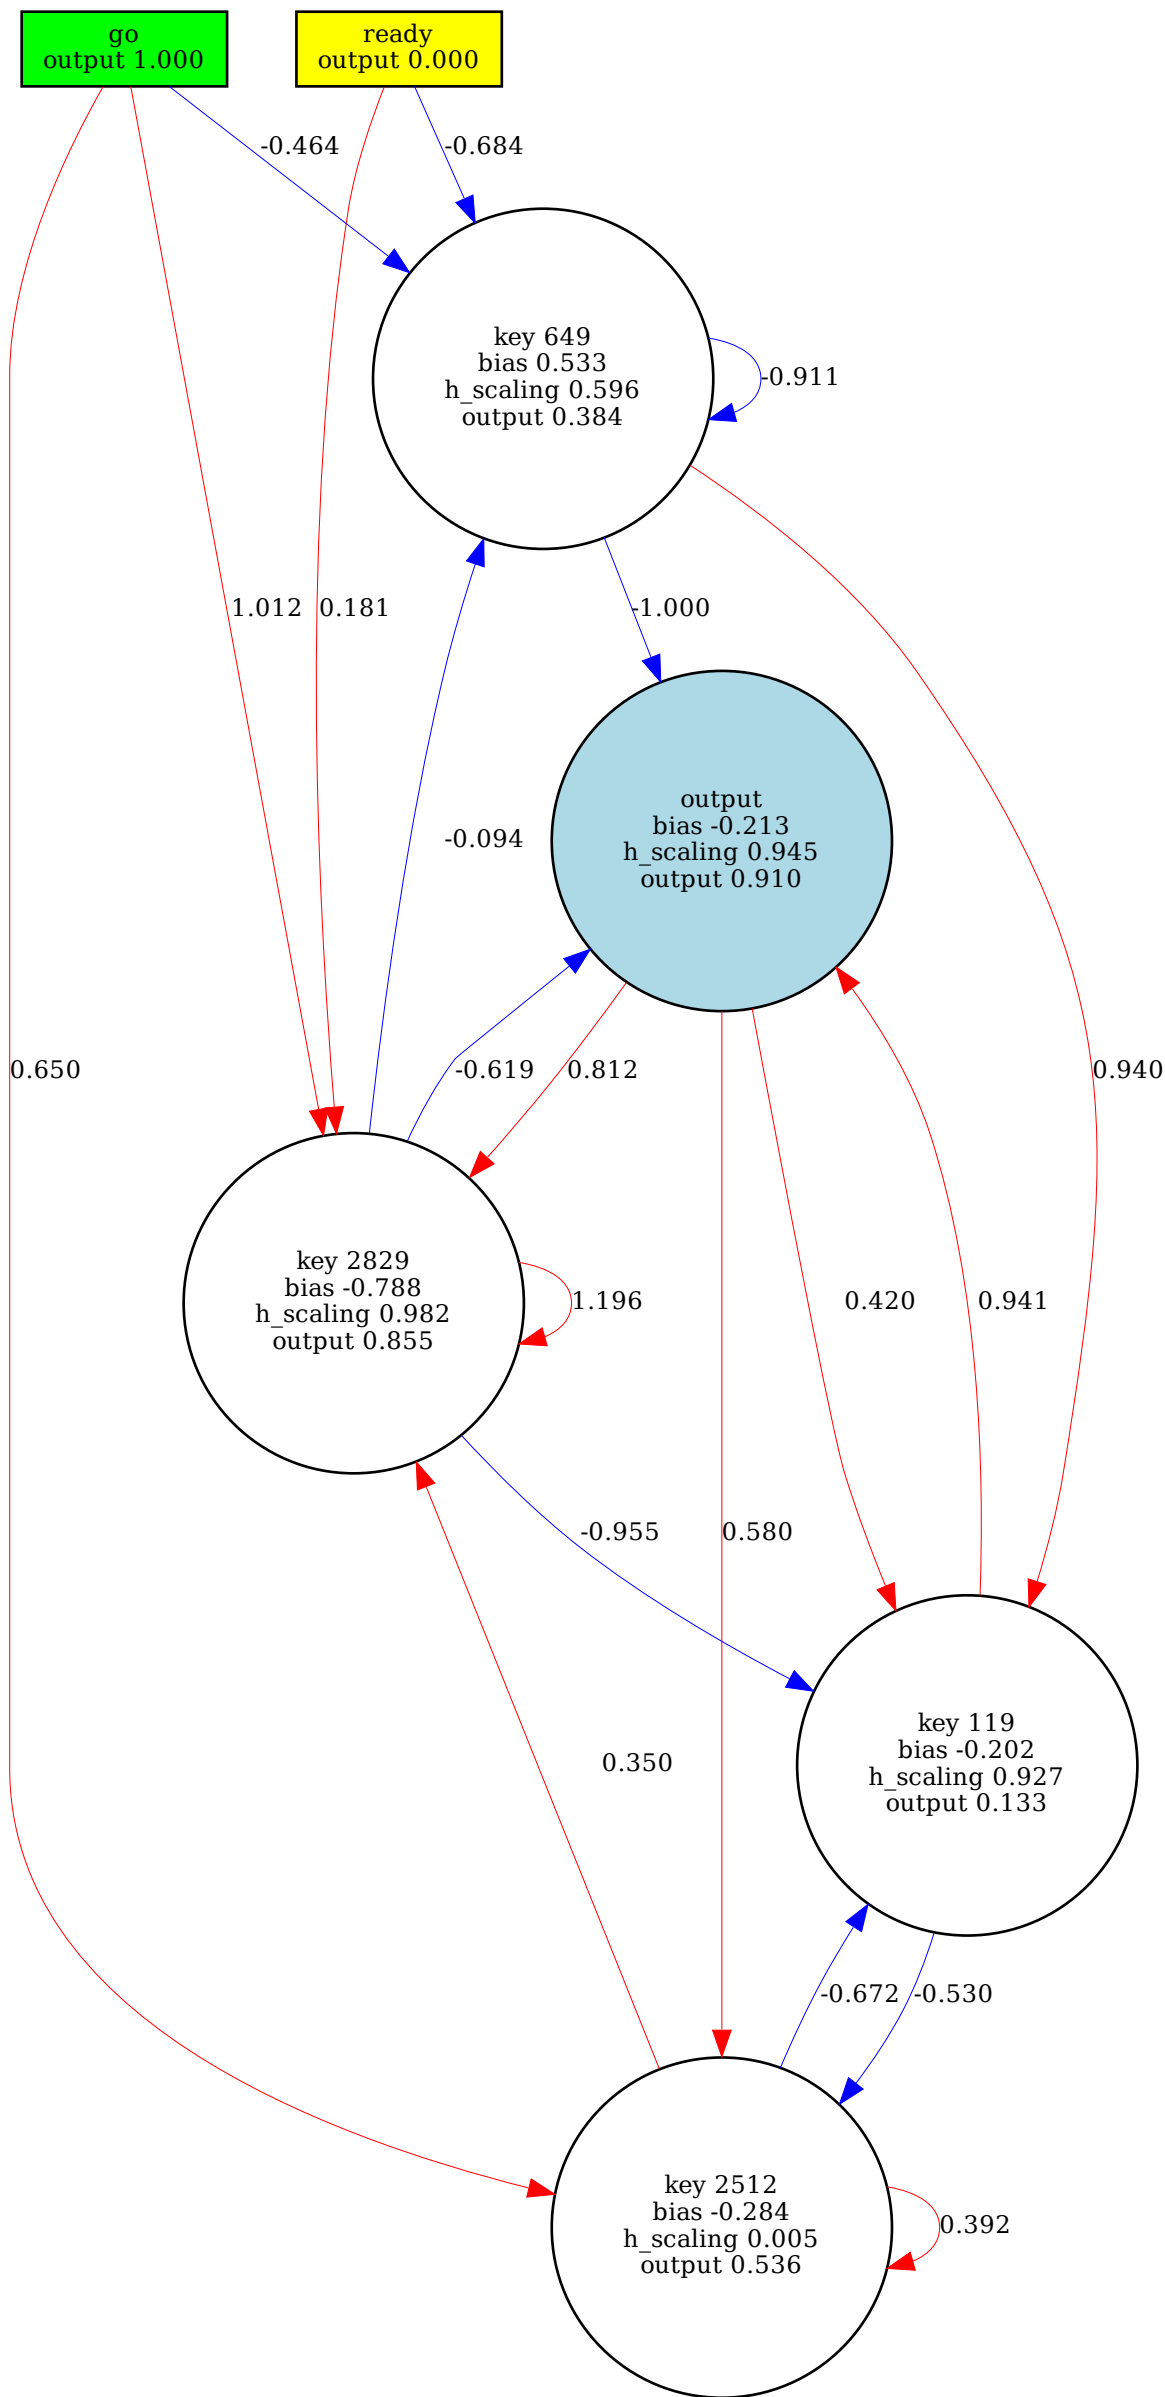 go
output 1.000
ready
output 0.000
-0.464
-0.684
key 649
bias 0.533
h_scaling 0.596
output 0.384
-0.911
1.012
0.181
-1.000
output
bias -0.213
h_scaling 0.945
output 0.910
-0.094
0.650
-0.619
0.812
0.940
key 2829
bias -0.788
h_scaling 0.982
output 0.855
1.196
0.420
0.941
-0.955
0.580
key 119
bias -0.202
h_scaling 0.927
output 0.133
0.350
-0.672
-0.530
key 2512
bias -0.284
h_scaling 0.005
output 0.536
0.392